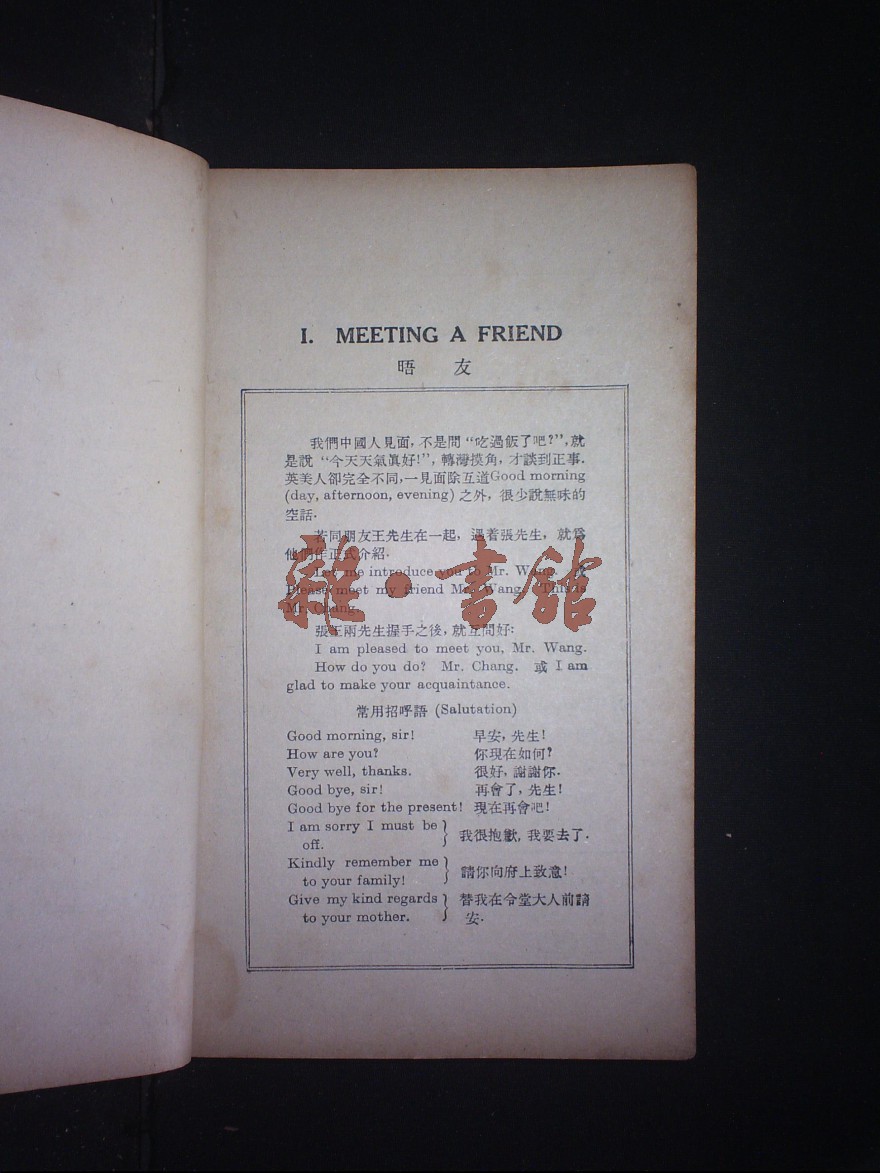 I. MEETING A FRIEND
晤 友
我們中國人見面，不是問“吃過飯了吧？”，就
是說“今天天氣眞好！”，轉灣摸角，才談到正事．
英美人卻完全不同，一見面除互道Good morning
(day, afternoon, evening)之外，很少說無味的
空話．
若同朋友王先生在一起，遇着張先生，就爲
他們作正式介紹．
Let me introduce you to Mr. Wang. 或
Please meet my friend Mr. Wang. This is
Mr. Chang.
張王兩先生握手之後，就互問好：
I am pleased to meet you, Mr. Wang.
How do you do? Mr. Chang. 或 I am
glad to make your acquaintance.
常用招呼語 (Salutation)
Good morning, sir! 早安，先生！
How are you? 你現在如何？
Very well, thanks. 很好，謝謝你．
Good bye, sir! 再會了，先生！
Good bye for the present! 現在再會吧！
I am sorry I must be off. 我很抱歉，我要去了．
Kindly remember me to your family! 請你向府上致意！
Give my kind regards to your mother. 替我在令堂大人前請安．
雜·書館